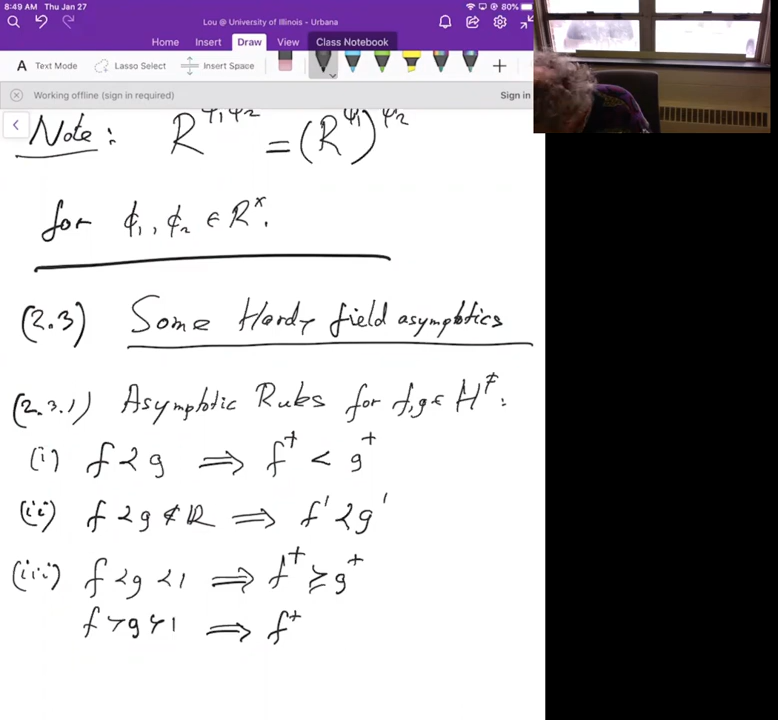 8:49 AM Thu Jan 27
80%
Lou @ University of Illinois - Urbana
Home Insert Draw View Class Notebook
A Text Mode Lasso Select Insert Space
Working offline (sign in required) Sign in
Note: R^{ϕ₁ϕ₂} = (R^{ϕ₁})^{ϕ₂}
for ϕ₁, ϕ₂ ∈ R^×.
(2.3) Some Hardy field asymptotics
(2.3.1) Asymptotic Rules for f,g ∈ H^≠:
(i) f ≺ g ⟹ f† < g†
(ii) f ≺ g ∉ ℝ ⟹ f' ≺ g'
(iii) f ≺ g ≺ 1 ⟹ f† ≽ g†
f ≻ g ≻ 1 ⟹ f†